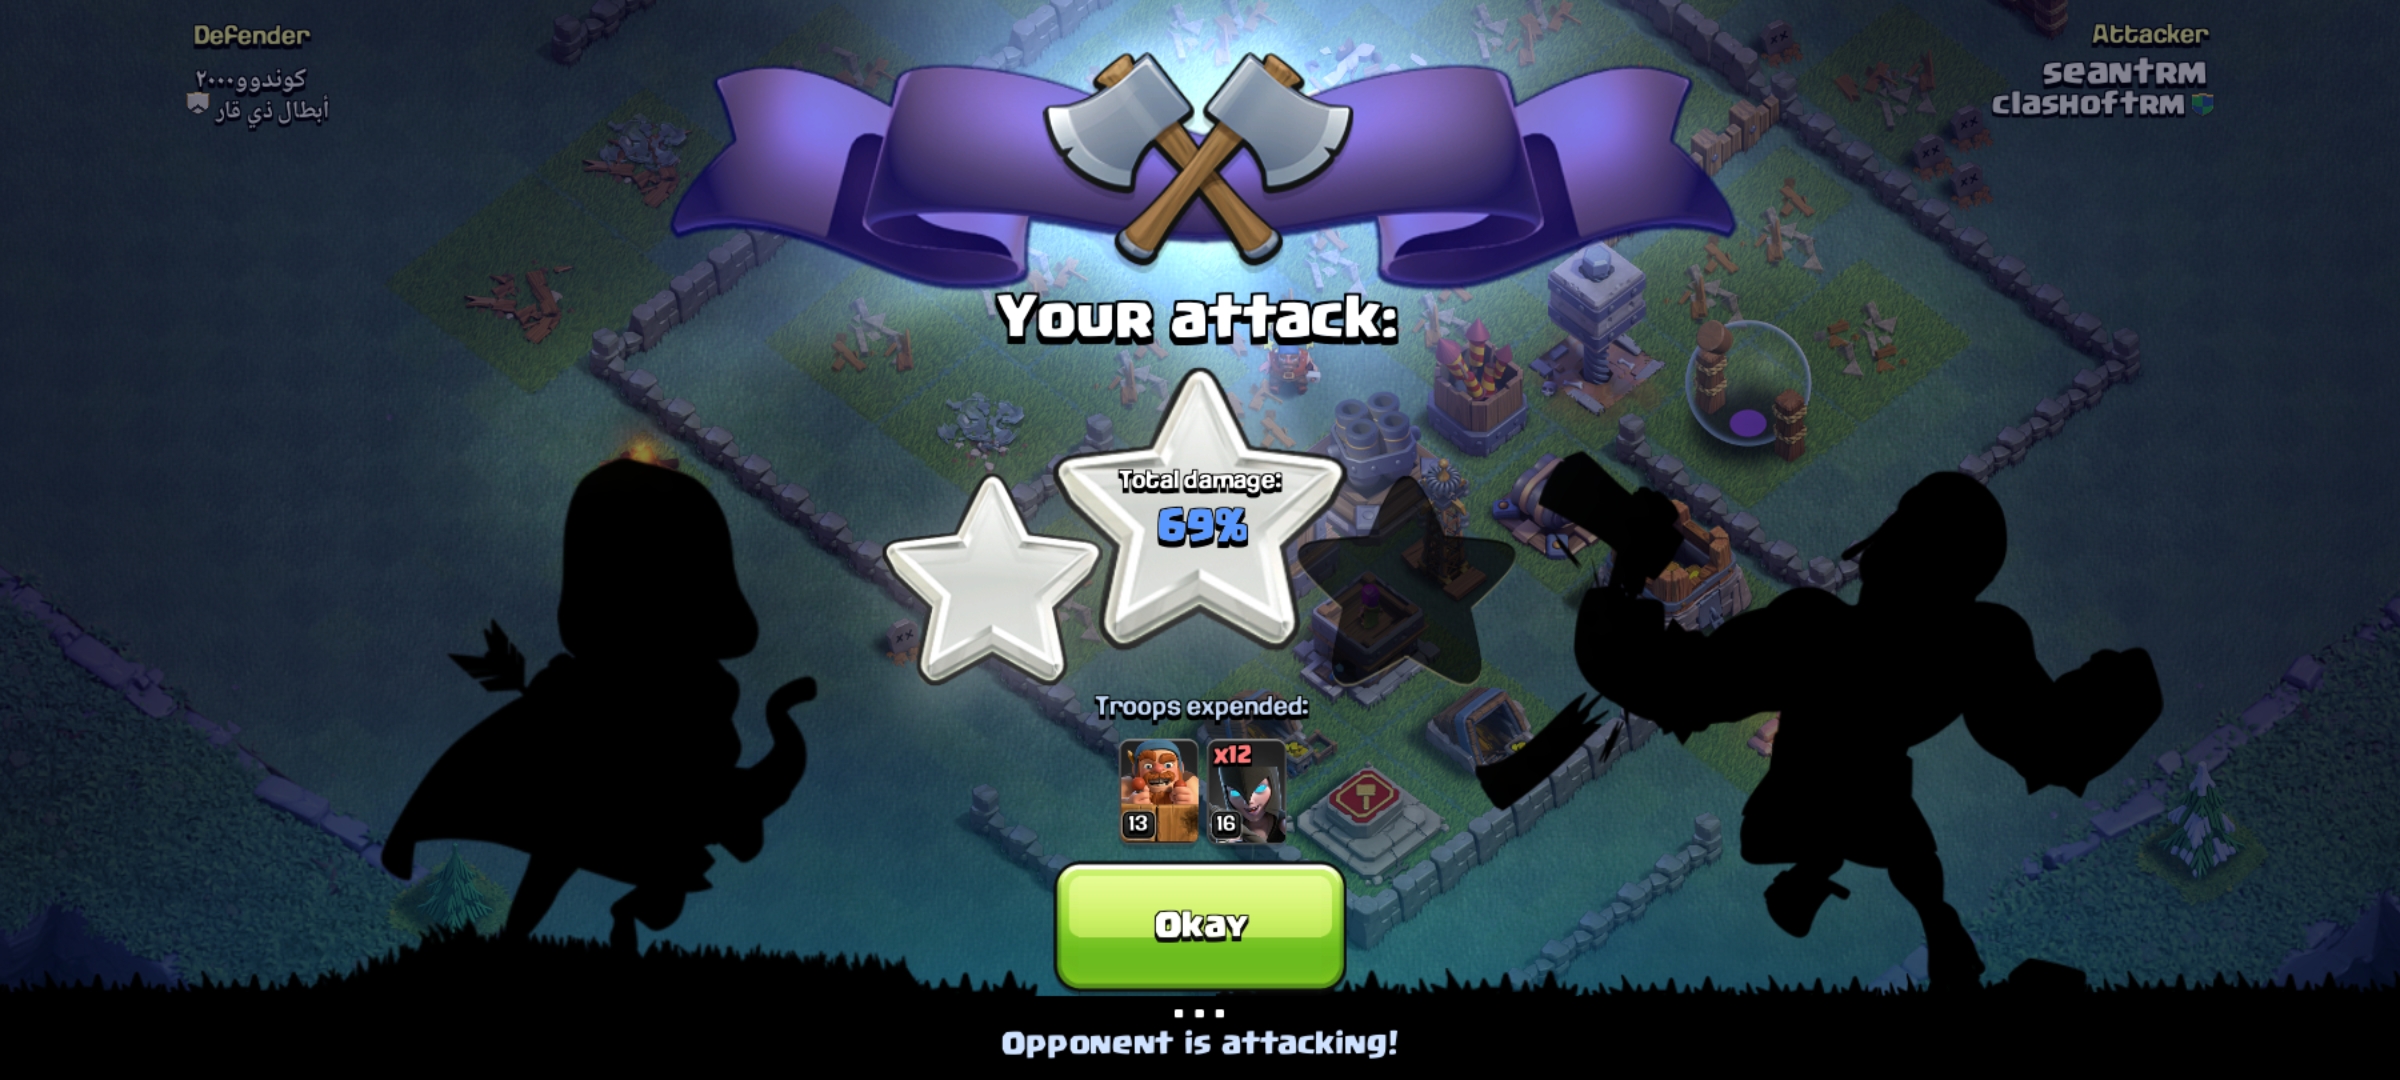 Defender
كوندوو٢٠٠٠
أبطال ذي قار
Attacker
seantRM
clashoftRM
Your attack:
Total damage:
69%
Troops expended:
x12
13
16
Okay
...
Opponent is attacking!